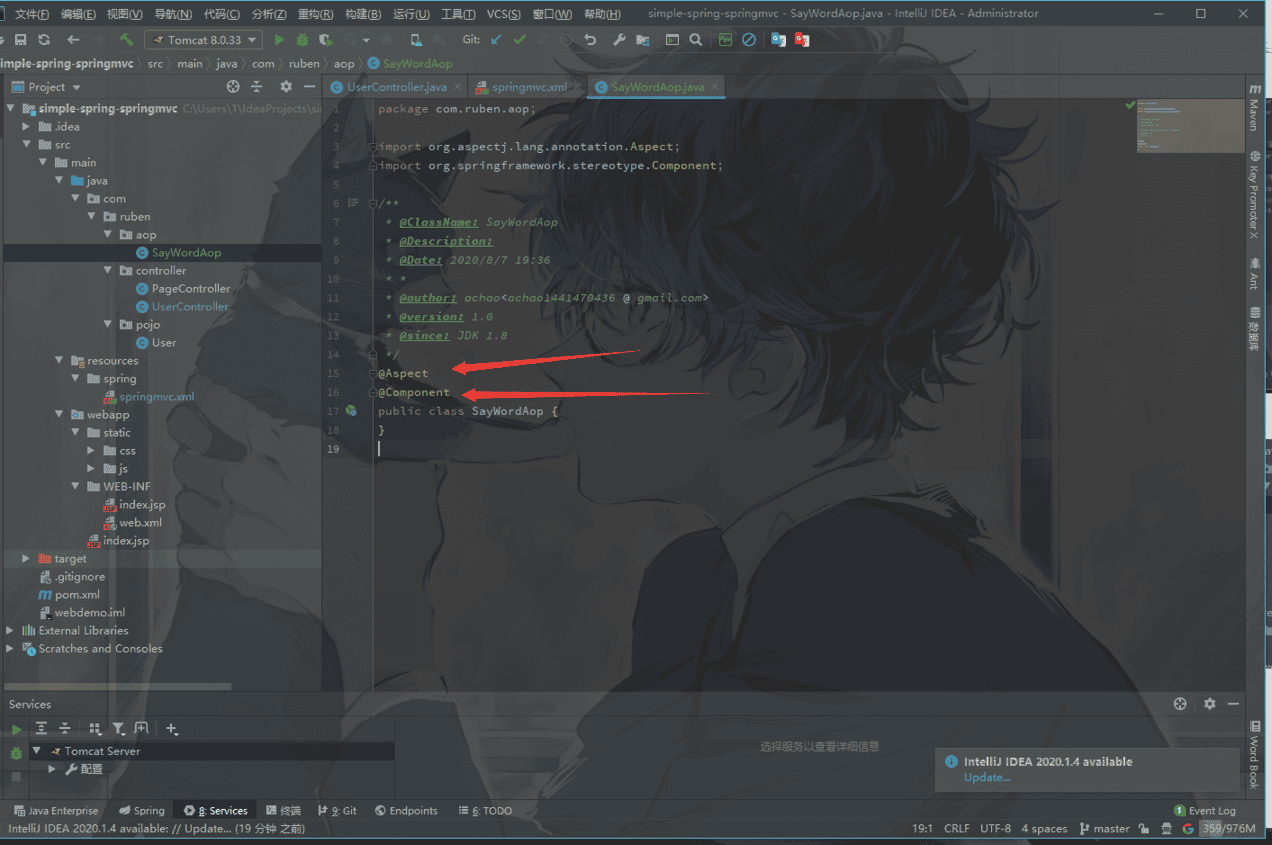 文件(F) 编辑(E) 视图(V) 导航(N) 代码(C) 分析(Z) 重构(R) 构建(B) 运行(U) 工具(T) VCS(S) 窗口(W) 帮助(H) simple-spring-springmvc - SayWordAop.java - IntelliJ IDEA - Administrator
Tomcat 8.0.33 Git:
imple-spring-springmvc src main java com ruben aop SayWordAop
Project
UserController.java springmvc.xml SayWordAop.java
simple-spring-springmvc C:\Users\1\IdeaProjects\si
.idea
src
main
java
com
ruben
aop
SayWordAop
controller
PageController
UserController
pojo
User
resources
spring
springmvc.xml
webapp
static
css
js
WEB-INF
index.jsp
web.xml
index.jsp
target
.gitignore
pom.xml
webdemo.iml
External Libraries
Scratches and Consoles
1 package com.ruben.aop;
2
3 import org.aspectj.lang.annotation.Aspect;
4 import org.springframework.stereotype.Component;
5
6 /**
7 * @ClassName: SayWordAop
8 * @Description:
9 * @Date: 2020/8/7 19:36
10 * *
11 * @author: achao<achao1441470436 @ gmail.com>
12 * @version: 1.0
13 * @since: JDK 1.8
14 */
15 @Aspect
16 @Component
17 public class SayWordAop {
18 }
19
Maven
Key Promoter X
Ant
数据库
Word Book
Services
Tomcat Server
配置
选择服务以查看详细信息
IntelliJ IDEA 2020.1.4 available
Update...
Java Enterprise Spring 8: Services 终端 9: Git Endpoints 6: TODO 1 Event Log
IntelliJ IDEA 2020.1.4 available: // Update... (19 分钟 之前) 19:1 CRLF UTF-8 4 spaces master 359/976M